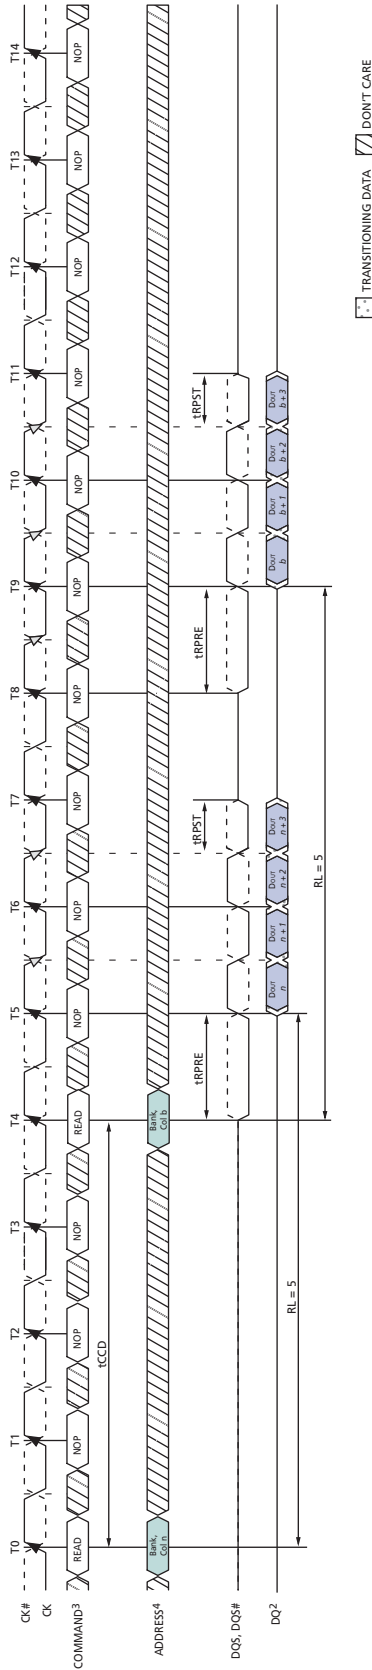 T0 T1 T2 T3 T4 T5 T6 T7 T8 T9 T10 T11 T12 T13 T14
CK#
CK
COMMAND3 READ NOP NOP NOP READ NOP NOP NOP NOP NOP NOP NOP NOP NOP NOP
tCCD
ADDRESS4 Bank, Col n Bank, Col b
tRPRE tRPST tRPRE tRPST
DQS, DQS#
DQ2 DOUT n DOUT n + 1 DOUT n + 2 DOUT n + 3 DOUT b DOUT b + 1 DOUT b + 2 DOUT b + 3
RL = 5
RL = 5
TRANSITIONING DATA DON'T CARE